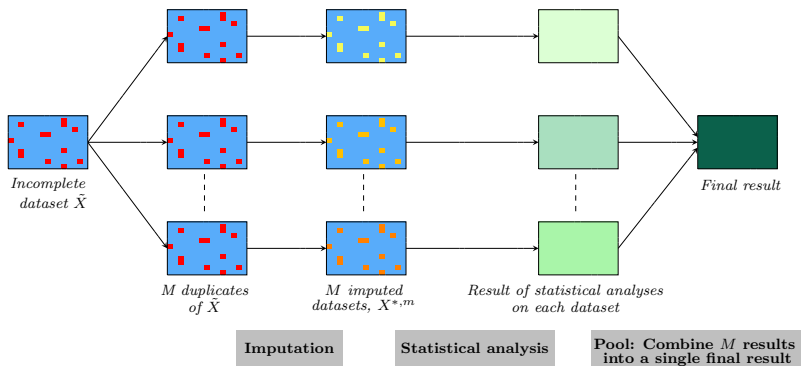 Incomplete
dataset X̃
Final result
M duplicates
of X̃
M imputed
datasets, X*,m
Result of statistical analyses
on each dataset
Imputation
Statistical analysis
Pool: Combine M results
into a single final result